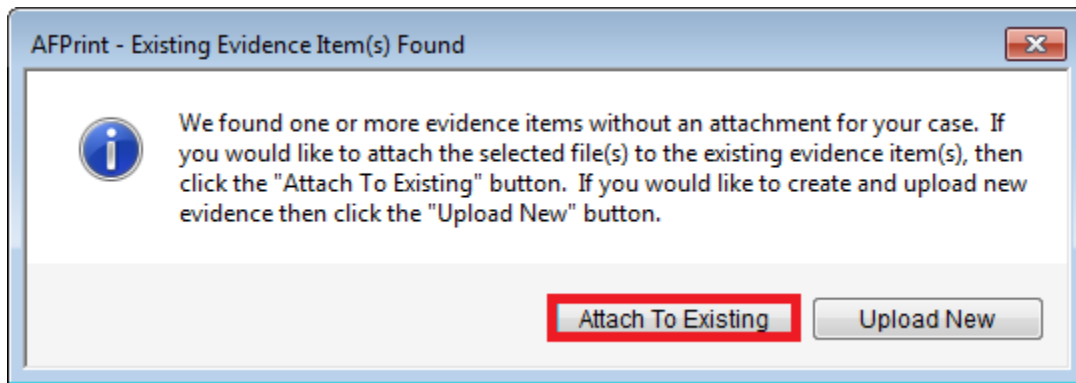 AFPrint - Existing Evidence Item(s) Found
We found one or more evidence items without an attachment for your case.  If
you would like to attach the selected file(s) to the existing evidence item(s), then
click the "Attach To Existing" button.  If you would like to create and upload new
evidence then click the "Upload New" button.
Attach To Existing
Upload New